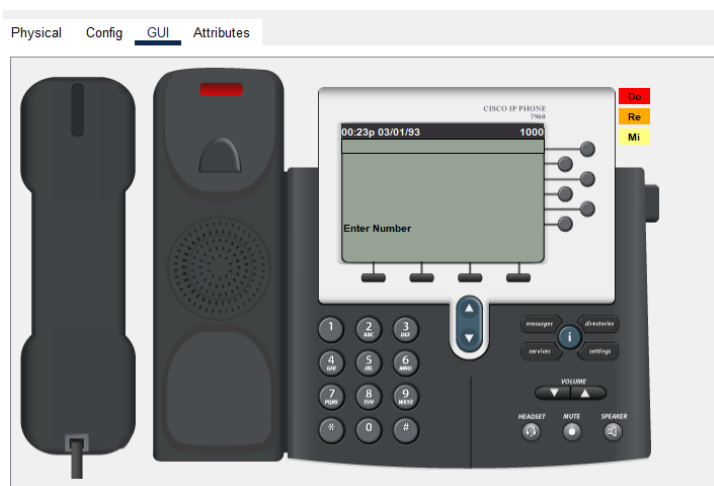 Physical Config GUI Attributes
CISCO IP PHONE
7960
Do
Re
Mi
00:23p 03/01/93 1000
Enter Number
1 2 ABC 3 DEF
4 GHI 5 JKL 6 MNO
7 PQRS 8 TUV 9 WXYZ
* 0 #
messages directories
i
services settings
VOLUME
HEADSET MUTE SPEAKER